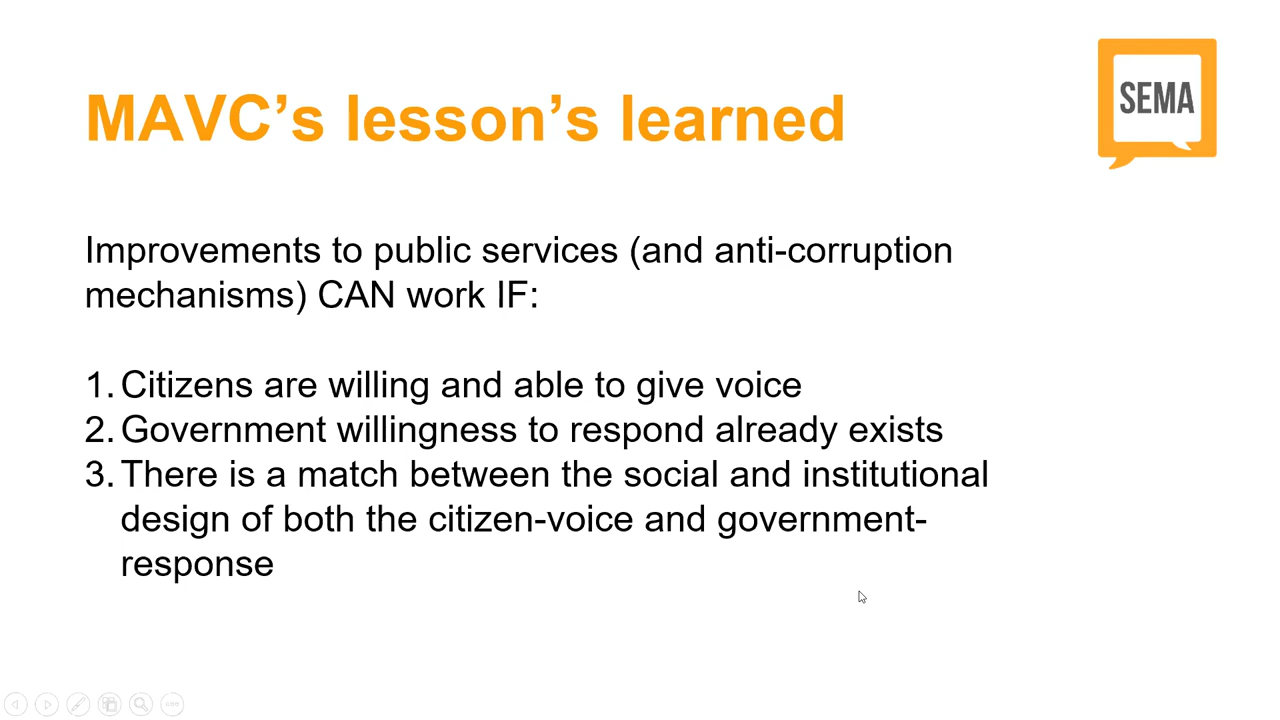 MAVC’s lesson’s learned
SEMA
Improvements to public services (and anti-corruption
mechanisms) CAN work IF:
1. Citizens are willing and able to give voice
2. Government willingness to respond already exists
3. There is a match between the social and institutional
design of both the citizen-voice and government-
response